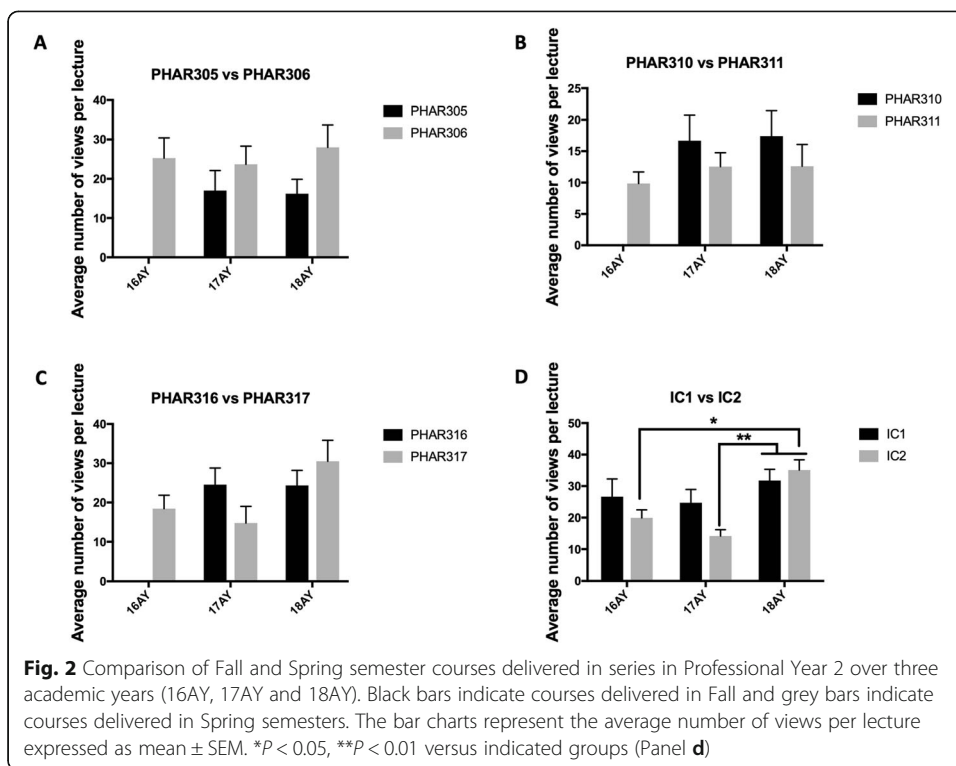 A
PHAR305 vs PHAR306
Average number of views per lecture
40
30
20
10
0
16AY
17AY
18AY
PHAR305
PHAR306
B
PHAR310 vs PHAR311
Average number of views per lecture
25
20
15
10
5
0
16AY
17AY
18AY
PHAR310
PHAR311
C
PHAR316 vs PHAR317
Average number of views per lecture
40
30
20
10
0
16AY
17AY
18AY
PHAR316
PHAR317
D
IC1 vs IC2
Average number of views per lecture
50
40
30
20
10
0
*
**
16AY
17AY
18AY
IC1
IC2
Fig. 2 Comparison of Fall and Spring semester courses delivered in series in Professional Year 2 over three
academic years (16AY, 17AY and 18AY). Black bars indicate courses delivered in Fall and grey bars indicate
courses delivered in Spring semesters. The bar charts represent the average number of views per lecture
expressed as mean ± SEM. *P < 0.05, **P < 0.01 versus indicated groups (Panel d)